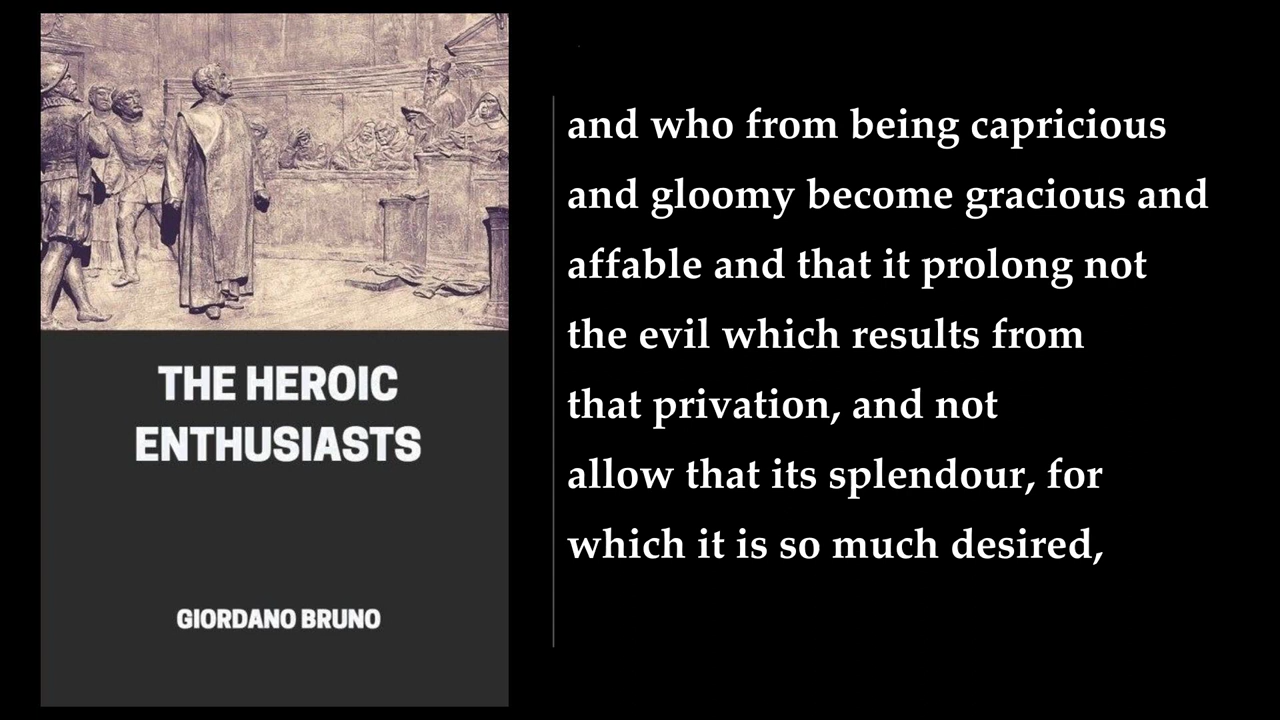 THE HEROIC
ENTHUSIASTS
GIORDANO BRUNO
and who from being capricious
and gloomy become gracious and
affable and that it prolong not
the evil which results from
that privation, and not
allow that its splendour, for
which it is so much desired,